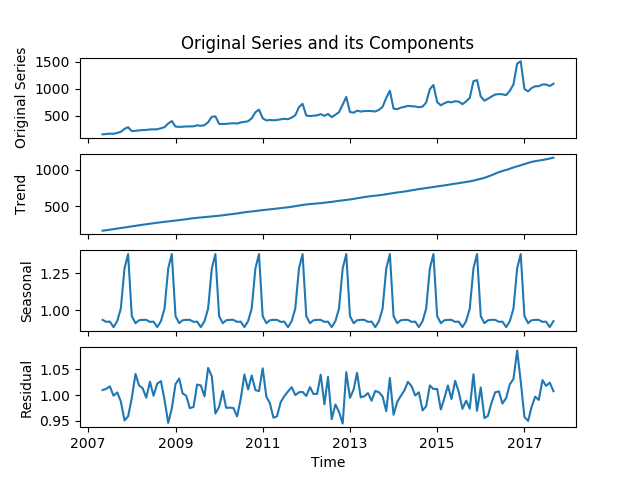 Original Series and its Components
Original Series
1500
1000
500
Trend
1000
500
Seasonal
1.25
1.00
Residual
1.05
1.00
0.95
2007 2009 2011 2013 2015 2017
Time